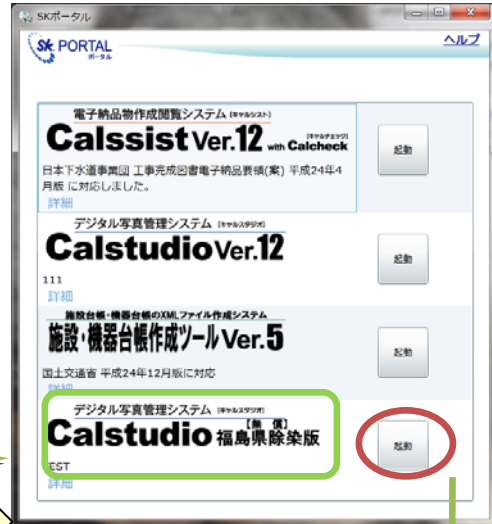 SKポータル
SK PORTAL
ポータル
ヘルプ
電子納品物作成閲覧システム [キャルシスト]
Calssist Ver.12 with Calcheck [キャルチェック]
起動
日本下水道事業団 工事完成図書電子納品要領(案) 平成24年4
月版 に対応しました。
詳細
デジタル写真管理システム [キャルスタジオ]
Calstudio Ver.12
起動
111
詳細
施設台帳・機器台帳のXMLファイル作成システム
施設・機器台帳作成ツール Ver.5
起動
国土交通省 平成24年12月版に対応
詳細
デジタル写真管理システム [キャルスタジオ]
Calstudio [無 償] 福島県除染版
起動
EST
詳細